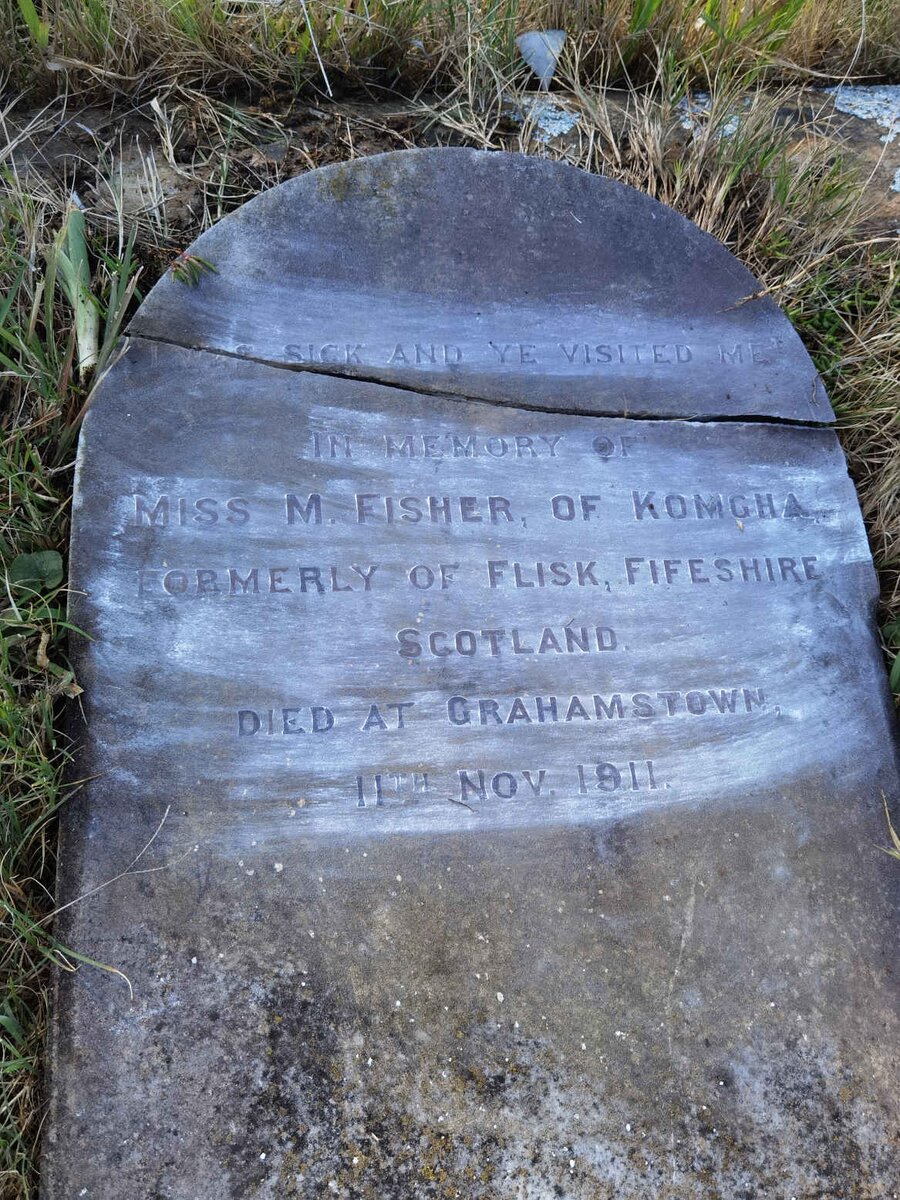 "I WAS SICK AND YE VISITED ME"
IN MEMORY OF
MISS M. FISHER, OF KOMGHA,
FORMERLY OF FLISK, FIFESHIRE
SCOTLAND.
DIED AT GRAHAMSTOWN,
11TH NOV. 1911.